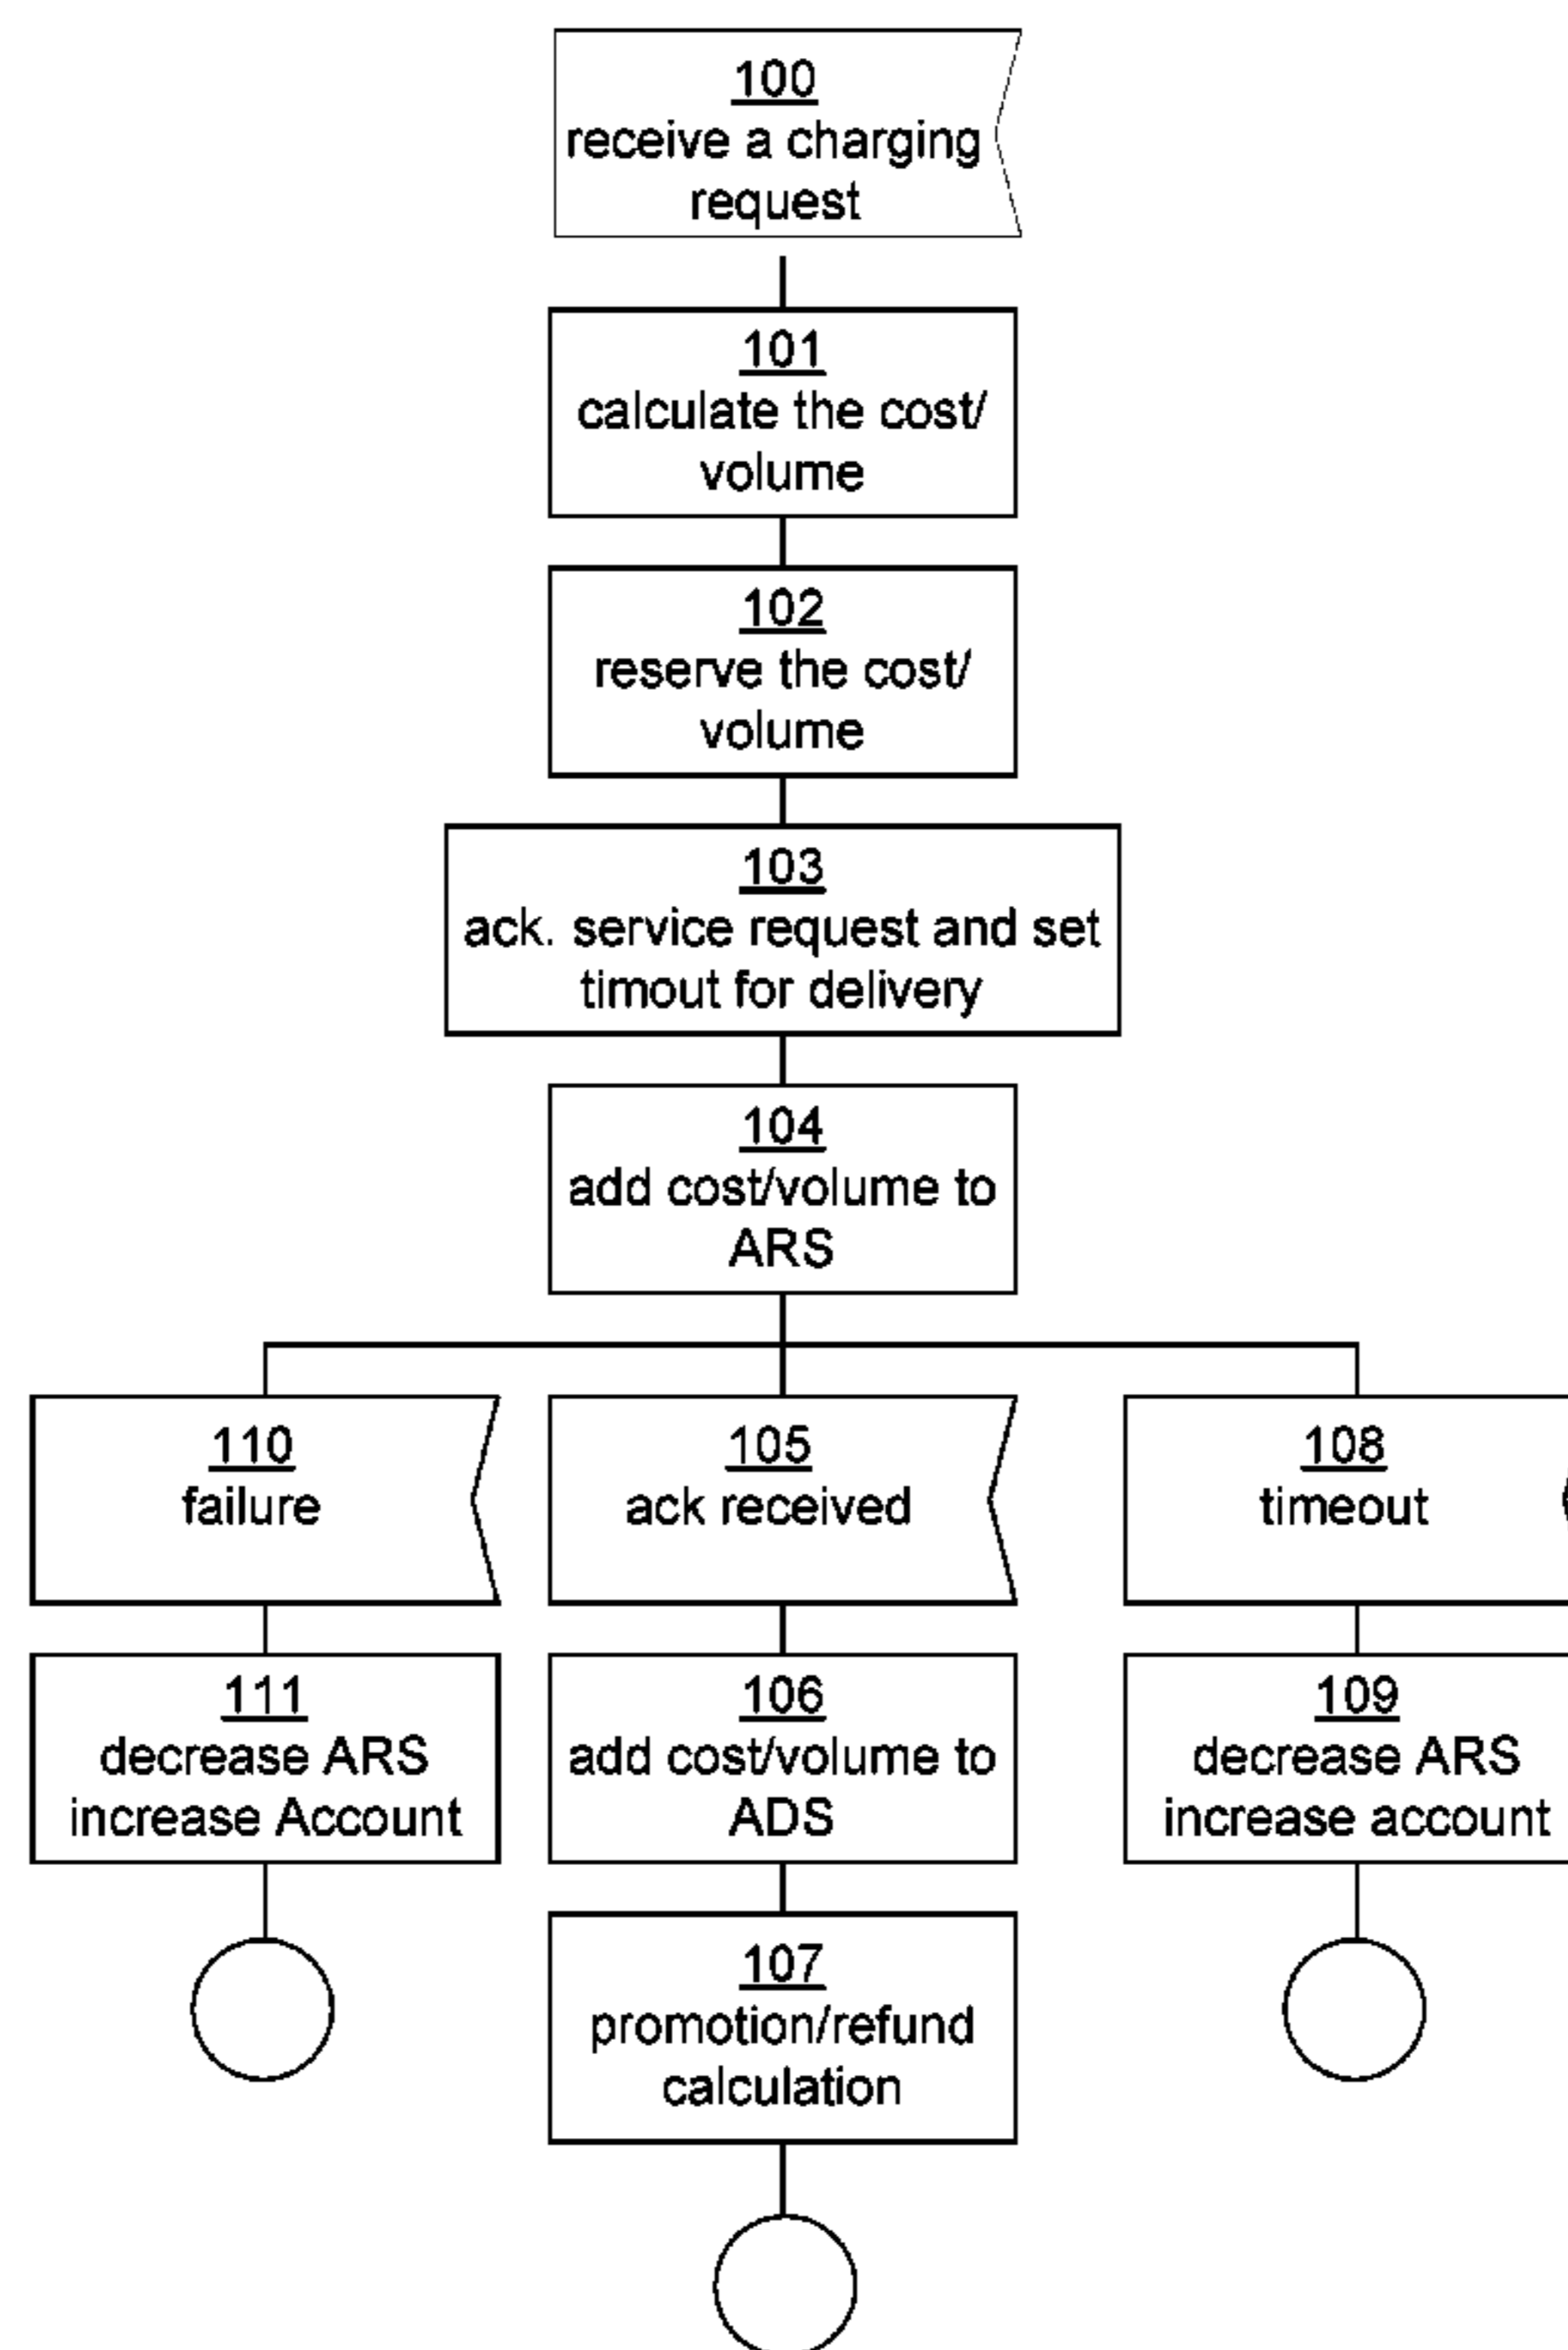 100
receive a charging
request
101
calculate the cost/
volume
102
reserve the cost/
volume
103
ack. service request and set
timout for delivery
104
add cost/volume to
ARS
110
failure
105
ack received
108
timeout
111
decrease ARS
increase Account
106
add cost/volume to
ADS
109
decrease ARS
increase account
107
promotion/refund
calculation